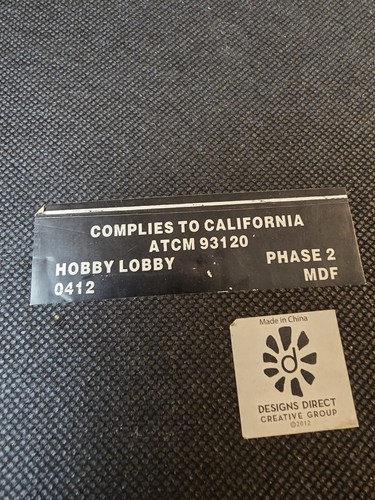 COMPLIES TO CALIFORNIA
ATCM 93120
HOBBY LOBBY PHASE 2
0412 MDF
Made in China
d
DESIGNS DIRECT
CREATIVE GROUP
©2012